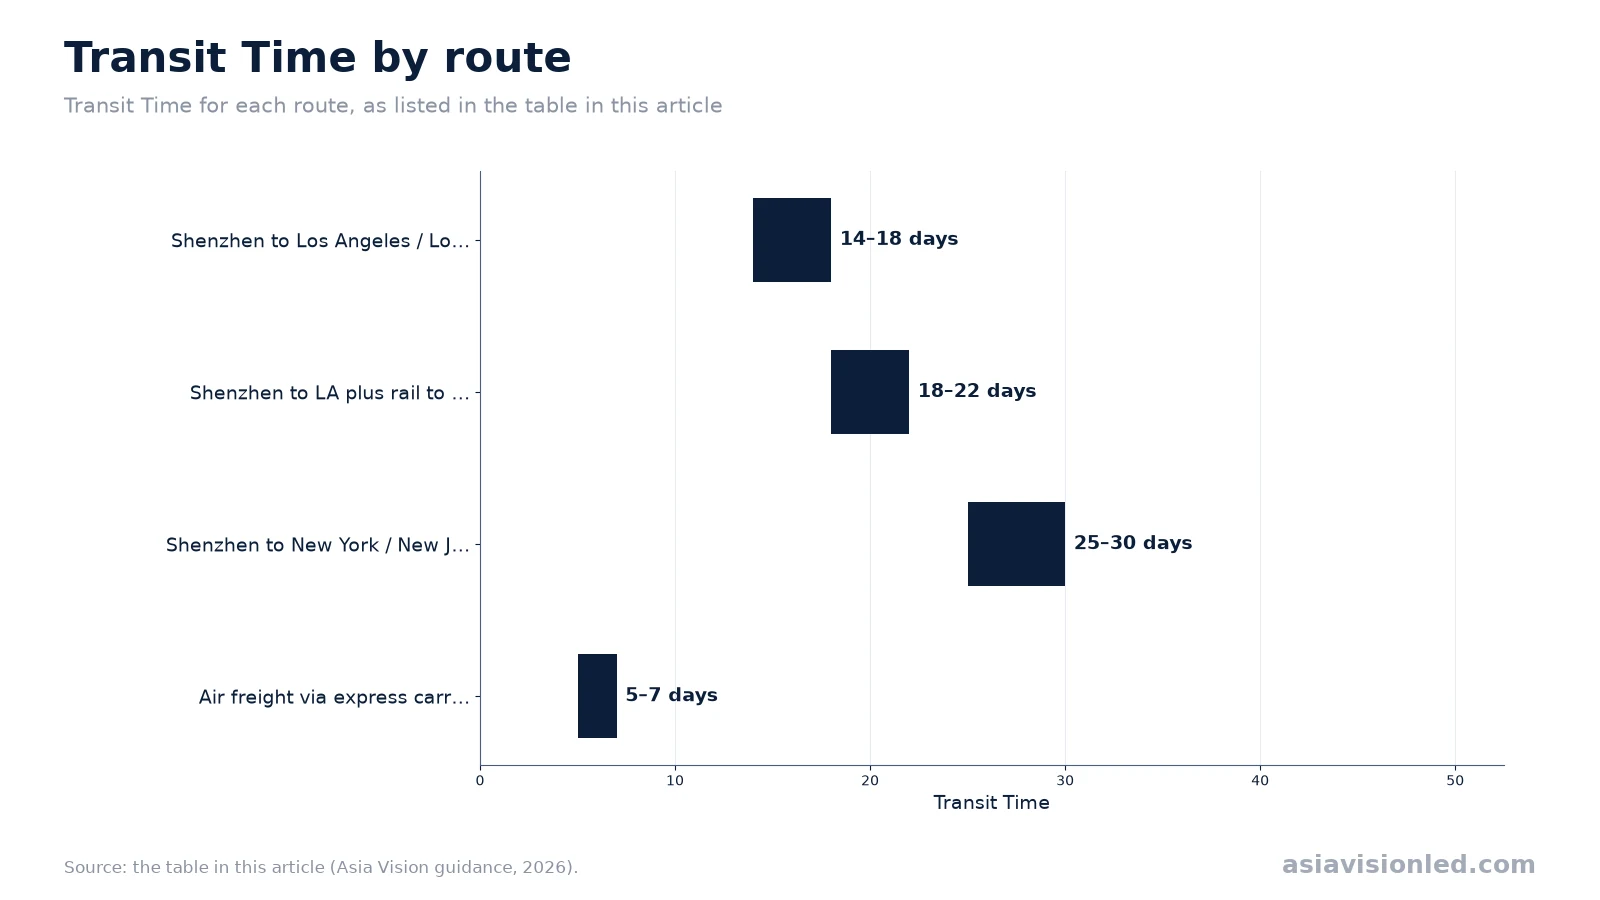 Transit Time by route
Transit Time for each route, as listed in the table in this article
Shenzhen to Los Angeles / Lo...
14–18 days
Shenzhen to LA plus rail to ...
18–22 days
Shenzhen to New York / New J...
25–30 days
Air freight via express carr...
5–7 days
0 10 20 30 40 50
Transit Time
Source: the table in this article (Asia Vision guidance, 2026).
asiavisionled.com